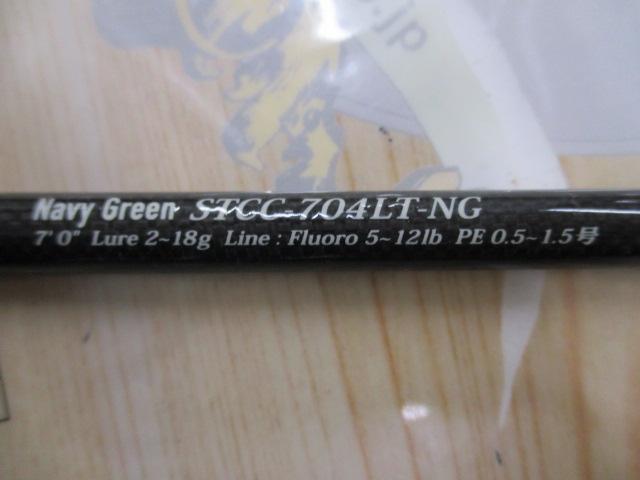 .jp
Navy Green STCC-704LT-NG
7'0" Lure 2~18g Line : Fluoro 5~12lb PE 0.5~1.5号